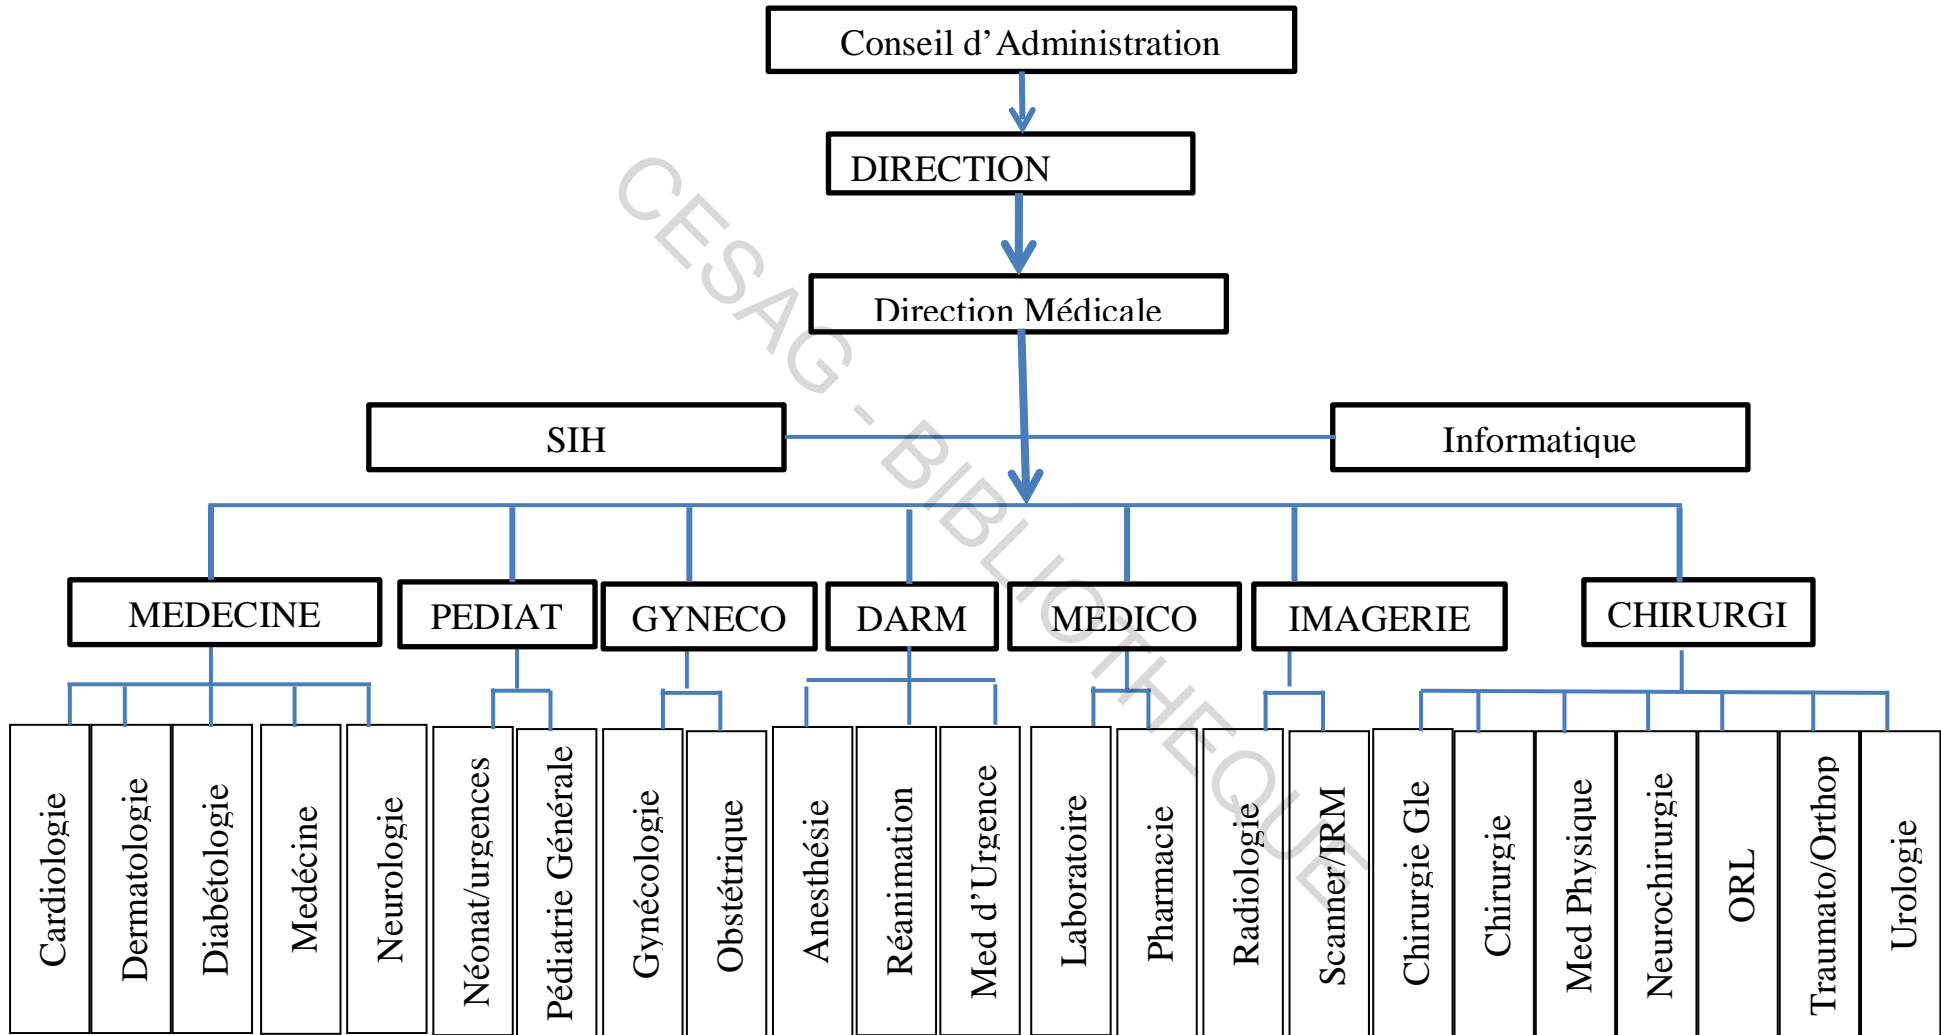 Conseil d'Administration
DIRECTION
Direction Médicale
SIH
Informatique
MEDECINE
PEDIAT
GYNECO
DARM
MEDICO
IMAGERIE
CHIRURGI
Cardiologie
Dermatologie
Diabétologie
Medécine
Neurologie
Néonat/urgences
Pédiatrie Générale
Gynécologie
Obstétrique
Anesthésie
Réanimation
Med d'Urgence
Laboratoire
Pharmacie
Radiologie
Scanner/IRM
Chirurgie Gle
Chirurgie
Med Physique
Neurochirurgie
ORL
Traumato/Orthop
Urologie
CESAG - BIBLIOTHEQUE